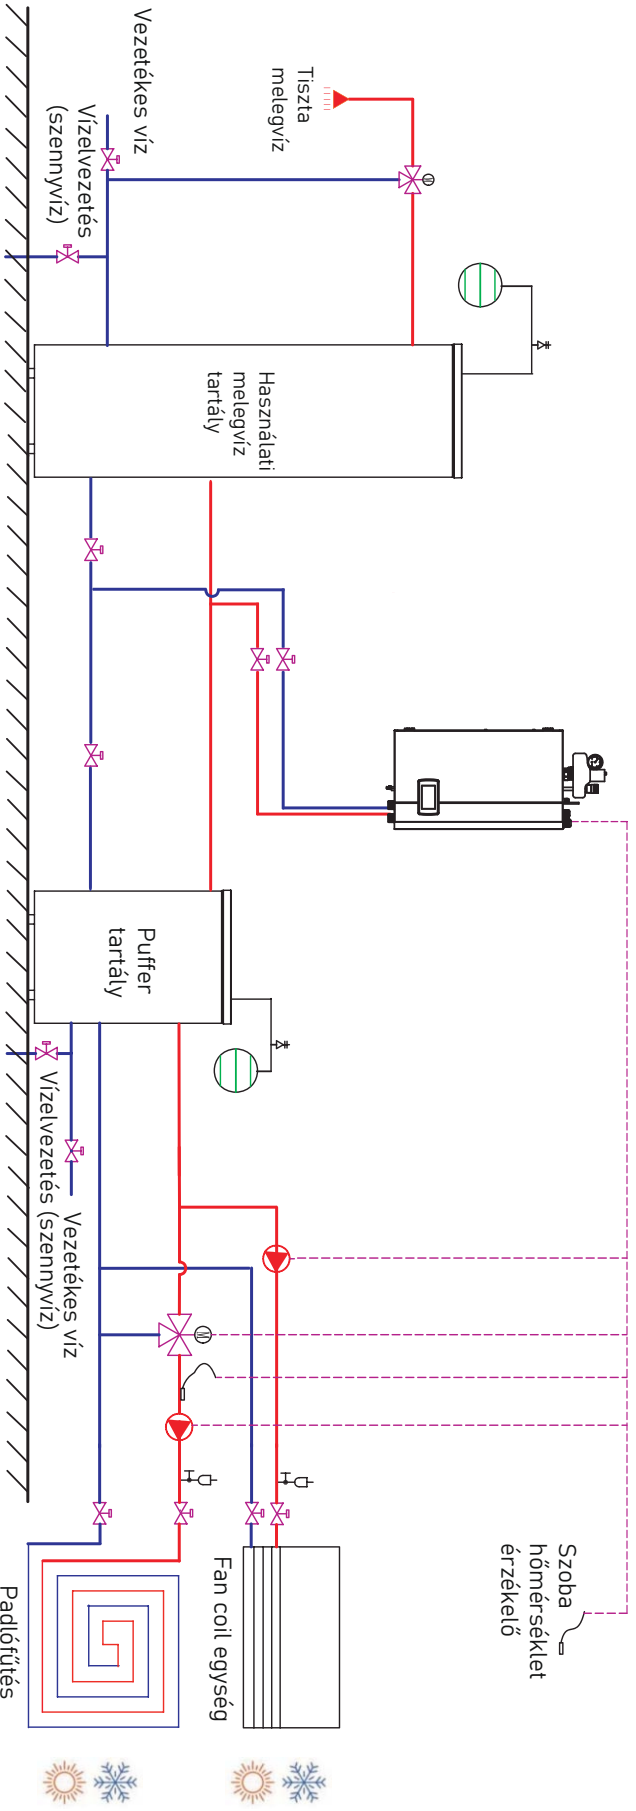 Vezetékes víz
Vízelvezetés
(szennyvíz)
Tiszta
melegvíz
M
Használati
melegvíz
tartály
Puffer
tartály
Vízelvezetés (szennyvíz)
Vezetékes víz
M
Szoba
hőmérséklet
érzékelő
Fan coil egység
Padlófűtés